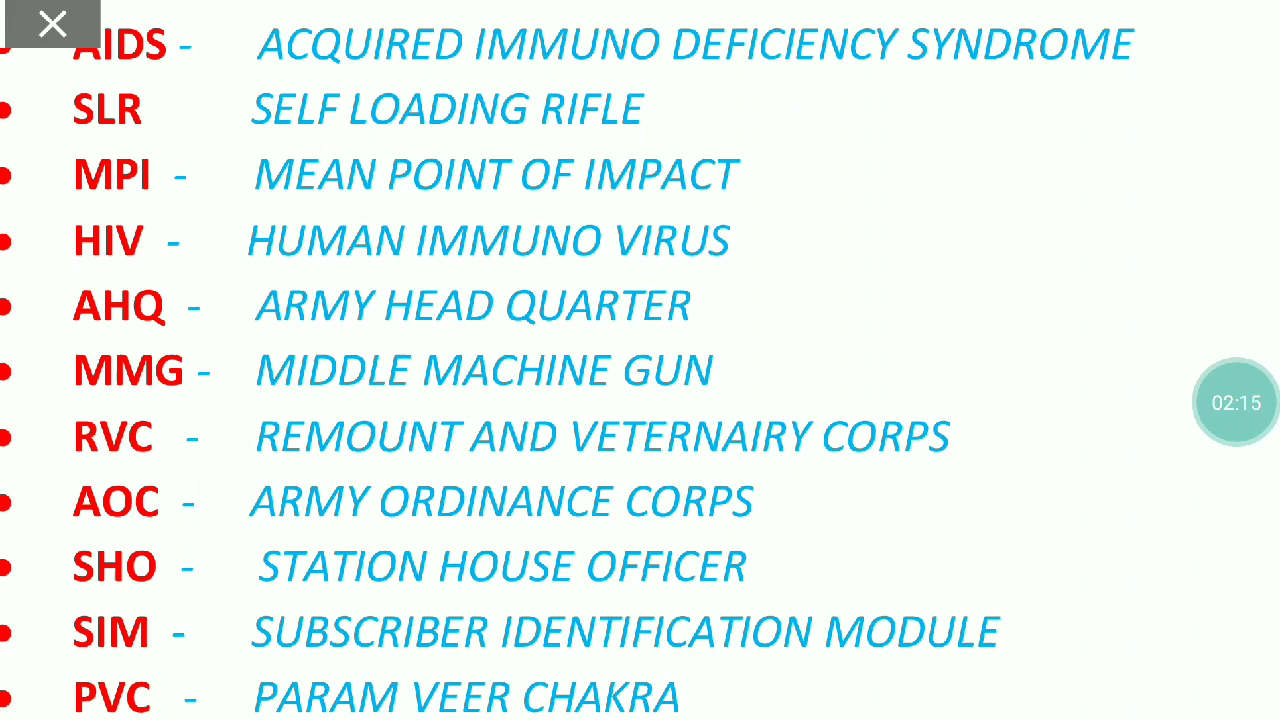 AIDS - ACQUIRED IMMUNO DEFICIENCY SYNDROME
SLR SELF LOADING RIFLE
MPI - MEAN POINT OF IMPACT
HIV - HUMAN IMMUNO VIRUS
AHQ - ARMY HEAD QUARTER
MMG - MIDDLE MACHINE GUN
02:15
RVC - REMOUNT AND VETERNAIRY CORPS
AOC - ARMY ORDINANCE CORPS
SHO - STATION HOUSE OFFICER
SIM - SUBSCRIBER IDENTIFICATION MODULE
PVC - PARAM VEER CHAKRA